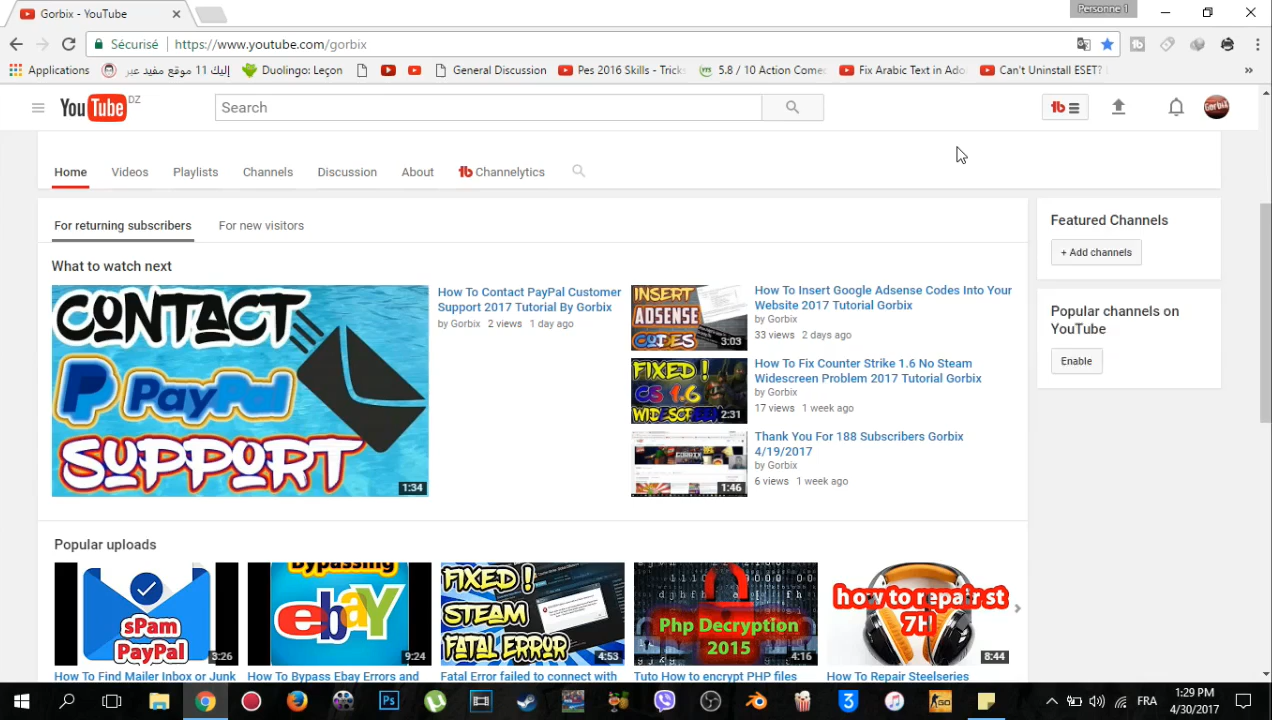 Gorbix - YouTube
Personne 1
Sécurisé
https://www.youtube.com/gorbix
Applications
إليك 11 موقع مفيد عبر
Duolingo: Leçon
General Discussion
Pes 2016 Skills - Tricks
5.8 / 10 Action Come
Fix Arabic Text in Ado
Can't Uninstall ESET?
YouTube DZ
Search
tb
Gorbix
Home
Videos
Playlists
Channels
Discussion
About
tb Channelytics
For returning subscribers
For new visitors
What to watch next
CONTACT
PayPal
SUPPORT
1:34
How To Contact PayPal Customer
Support 2017 Tutorial By Gorbix
by Gorbix 2 views 1 day ago
INSERT
ADSENSE
CODES
3:03
How To Insert Google Adsense Codes Into Your
Website 2017 Tutorial Gorbix
by Gorbix
33 views 2 days ago
FIXED !
CS 1.6
WIDESCREEN
2:31
How To Fix Counter Strike 1.6 No Steam
Widescreen Problem 2017 Tutorial Gorbix
by Gorbix
17 views 1 week ago
1:46
Thank You For 188 Subscribers Gorbix
4/19/2017
by Gorbix
6 views 1 week ago
Featured Channels
+ Add channels
Popular channels on
YouTube
Enable
Popular uploads
sPam
PayPal
3:26
How To Find Mailer Inbox or Junk
Bypassing
ebay
9:24
How To Bypass Ebay Errors and
FIXED !
STEAM
FATAL ERROR
4:53
Fatal Error failed to connect with
Php Decryption
2015
4:16
Tuto How to encrypt PHP files
how to repair st
7H
8:44
How To Repair Steelseries
Ps
3
GO
FRA
1:29 PM
4/30/2017